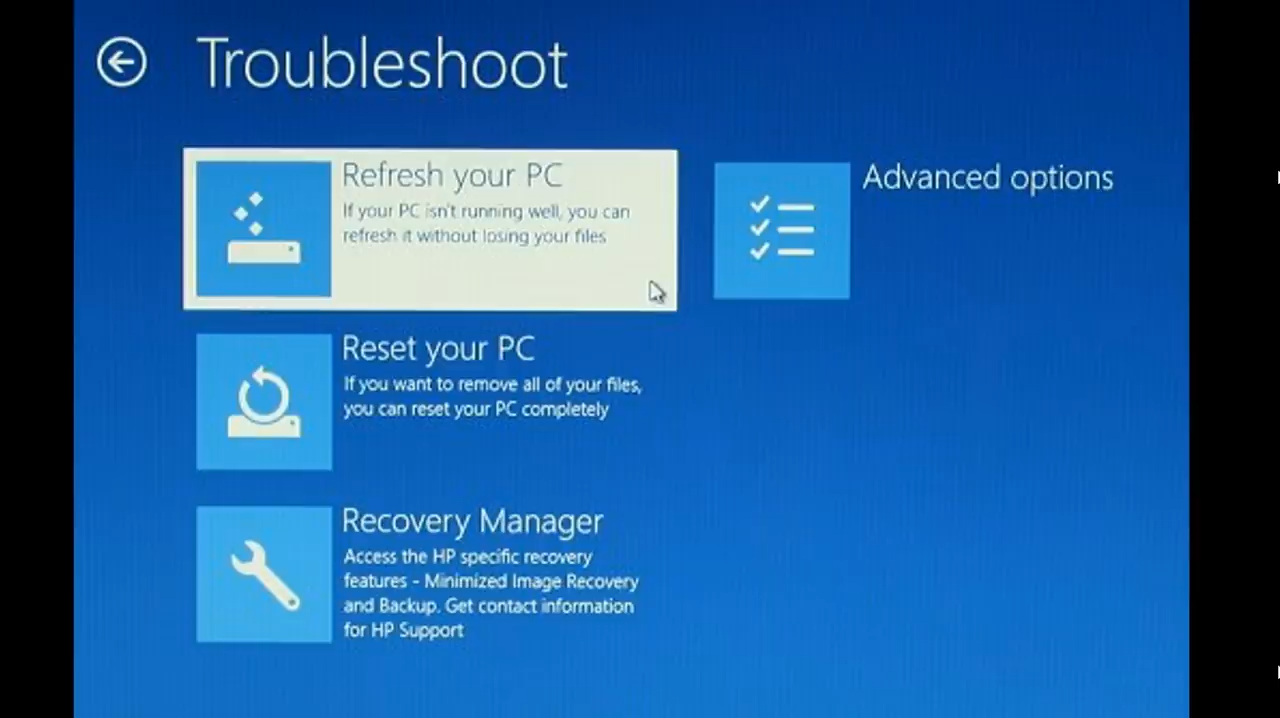 Troubleshoot
Refresh your PC
If your PC isn't running well, you can
refresh it without losing your files
Reset your PC
If you want to remove all of your files,
you can reset your PC completely
Recovery Manager
Access the HP specific recovery
features - Minimized Image Recovery
and Backup. Get contact information
for HP Support
Advanced options